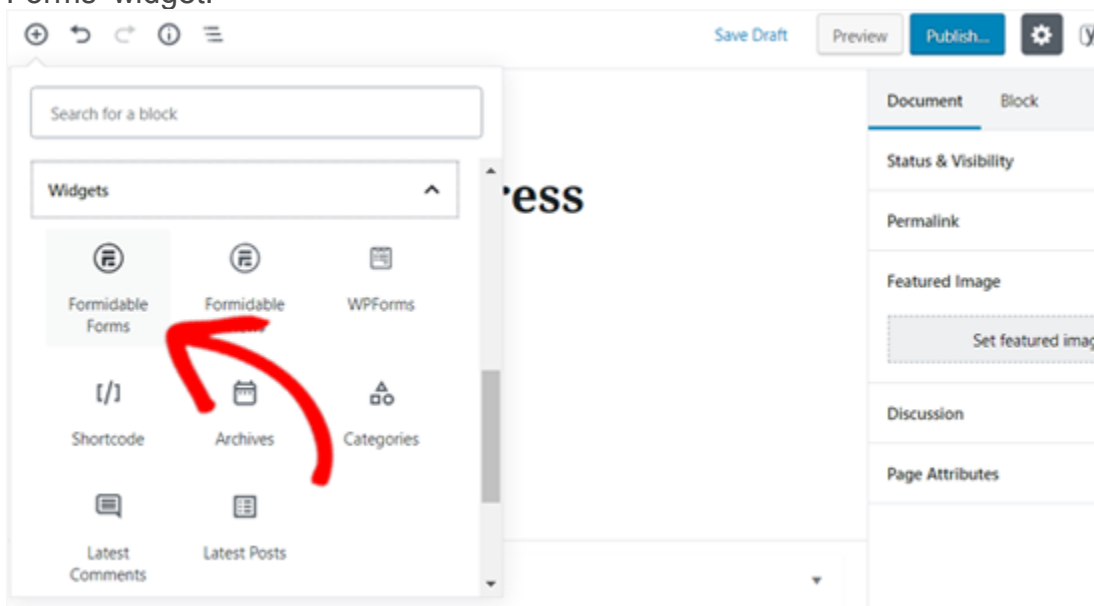 Forms' widget.
Save Draft Preview Publish...
Search for a block
Document Block
Status & Visibility
Widgets
ress
Permalink
Featured Image
Formidable
Forms
Formidable
WPForms
Set featured imag
[/]
Shortcode Archives Categories
Discussion
Page Attributes
Latest
Comments
Latest Posts